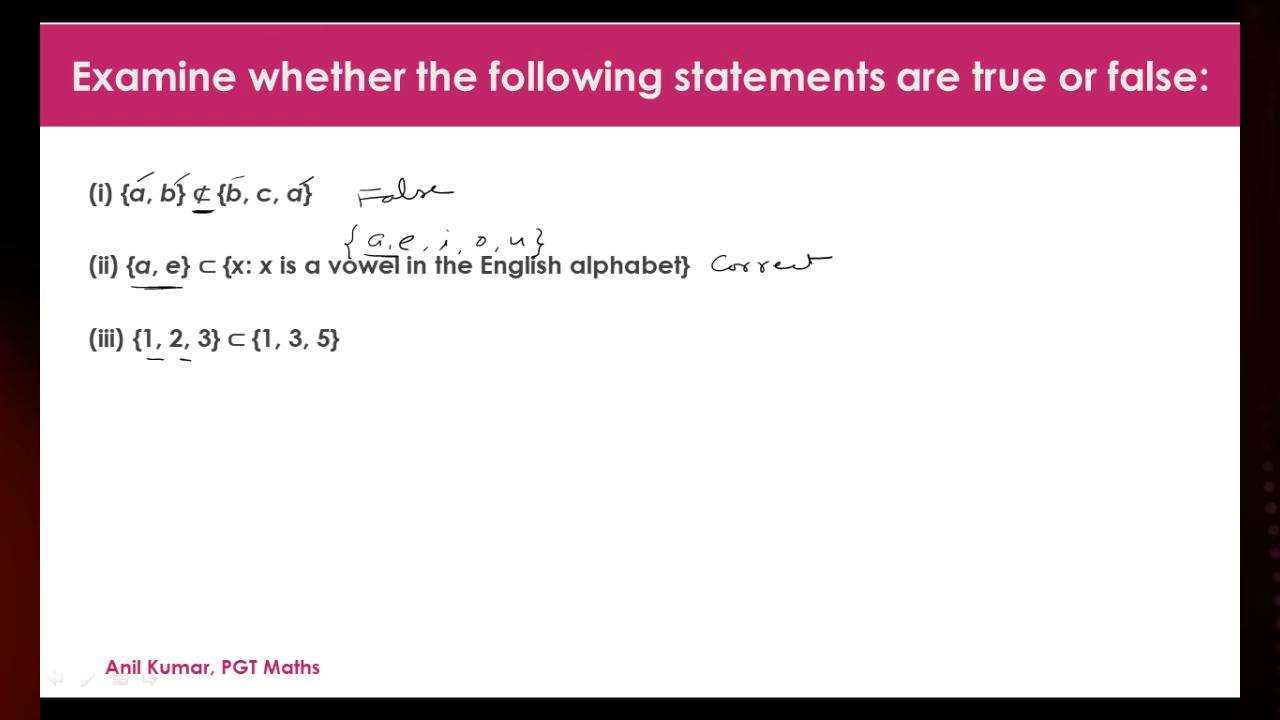 Examine whether the following statements are true or false:
(i) {a, b} ⊄ {b, c, a} False
{a, e, i, o, u}
(ii) {a, e} ⊂ {x: x is a vowel in the English alphabet} Correct
(iii) {1, 2, 3} ⊂ {1, 3, 5}
Anil Kumar, PGT Maths